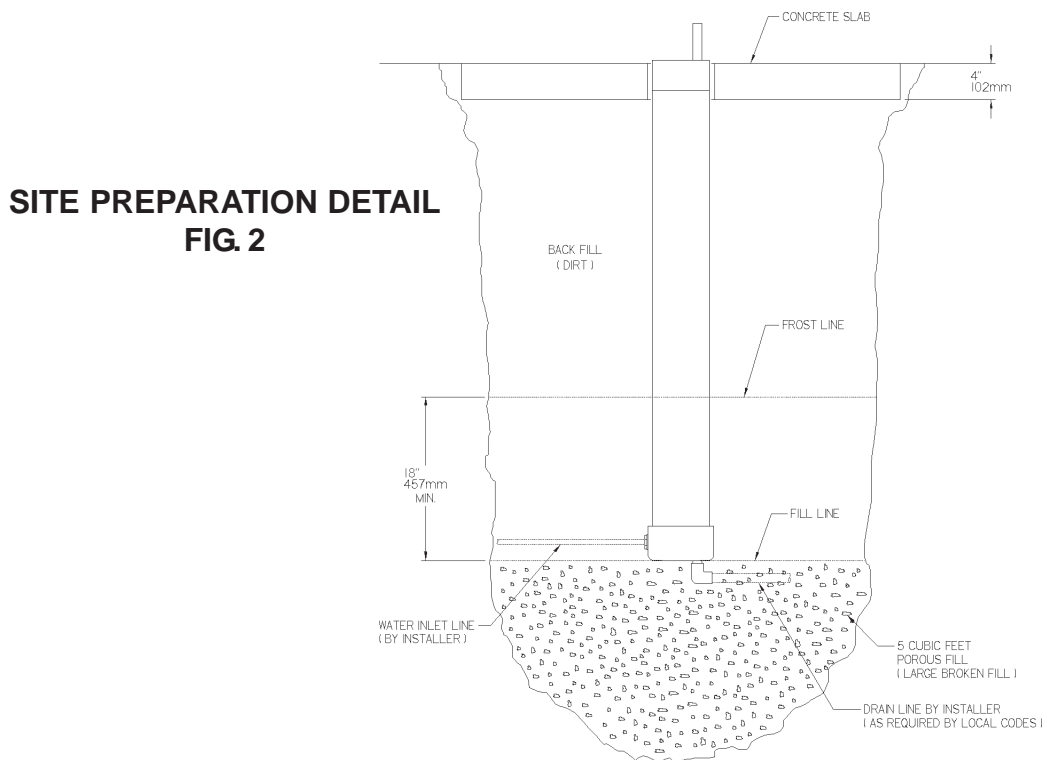 CONCRETE SLAB
4"
102mm
SITE PREPARATION DETAIL
FIG. 2
BACK FILL
( DIRT )
FROST LINE
18"
457mm
MIN.
FILL LINE
WATER INLET LINE
( BY INSTALLER )
5 CUBIC FEET
POROUS FILL
( LARGE BROKEN FILL )
DRAIN LINE BY INSTALLER
( AS REQUIRED BY LOCAL CODES )